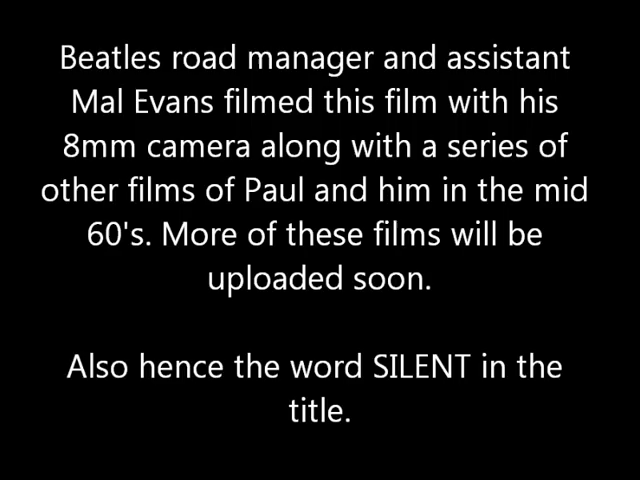 Beatles road manager and assistant
Mal Evans filmed this film with his
8mm camera along with a series of
other films of Paul and him in the mid
60's. More of these films will be
uploaded soon.
Also hence the word SILENT in the
title.